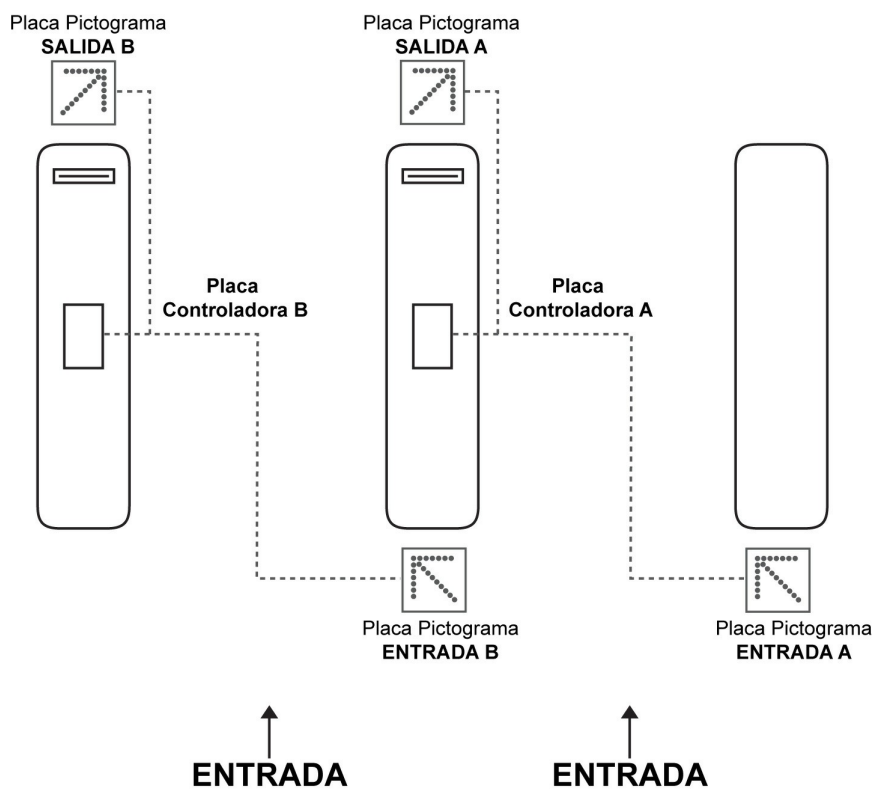 Placa Pictograma
SALIDA B
Placa Pictograma
SALIDA A
Placa
Controladora B
Placa
Controladora A
Placa Pictograma
ENTRADA B
Placa Pictograma
ENTRADA A
ENTRADA
ENTRADA